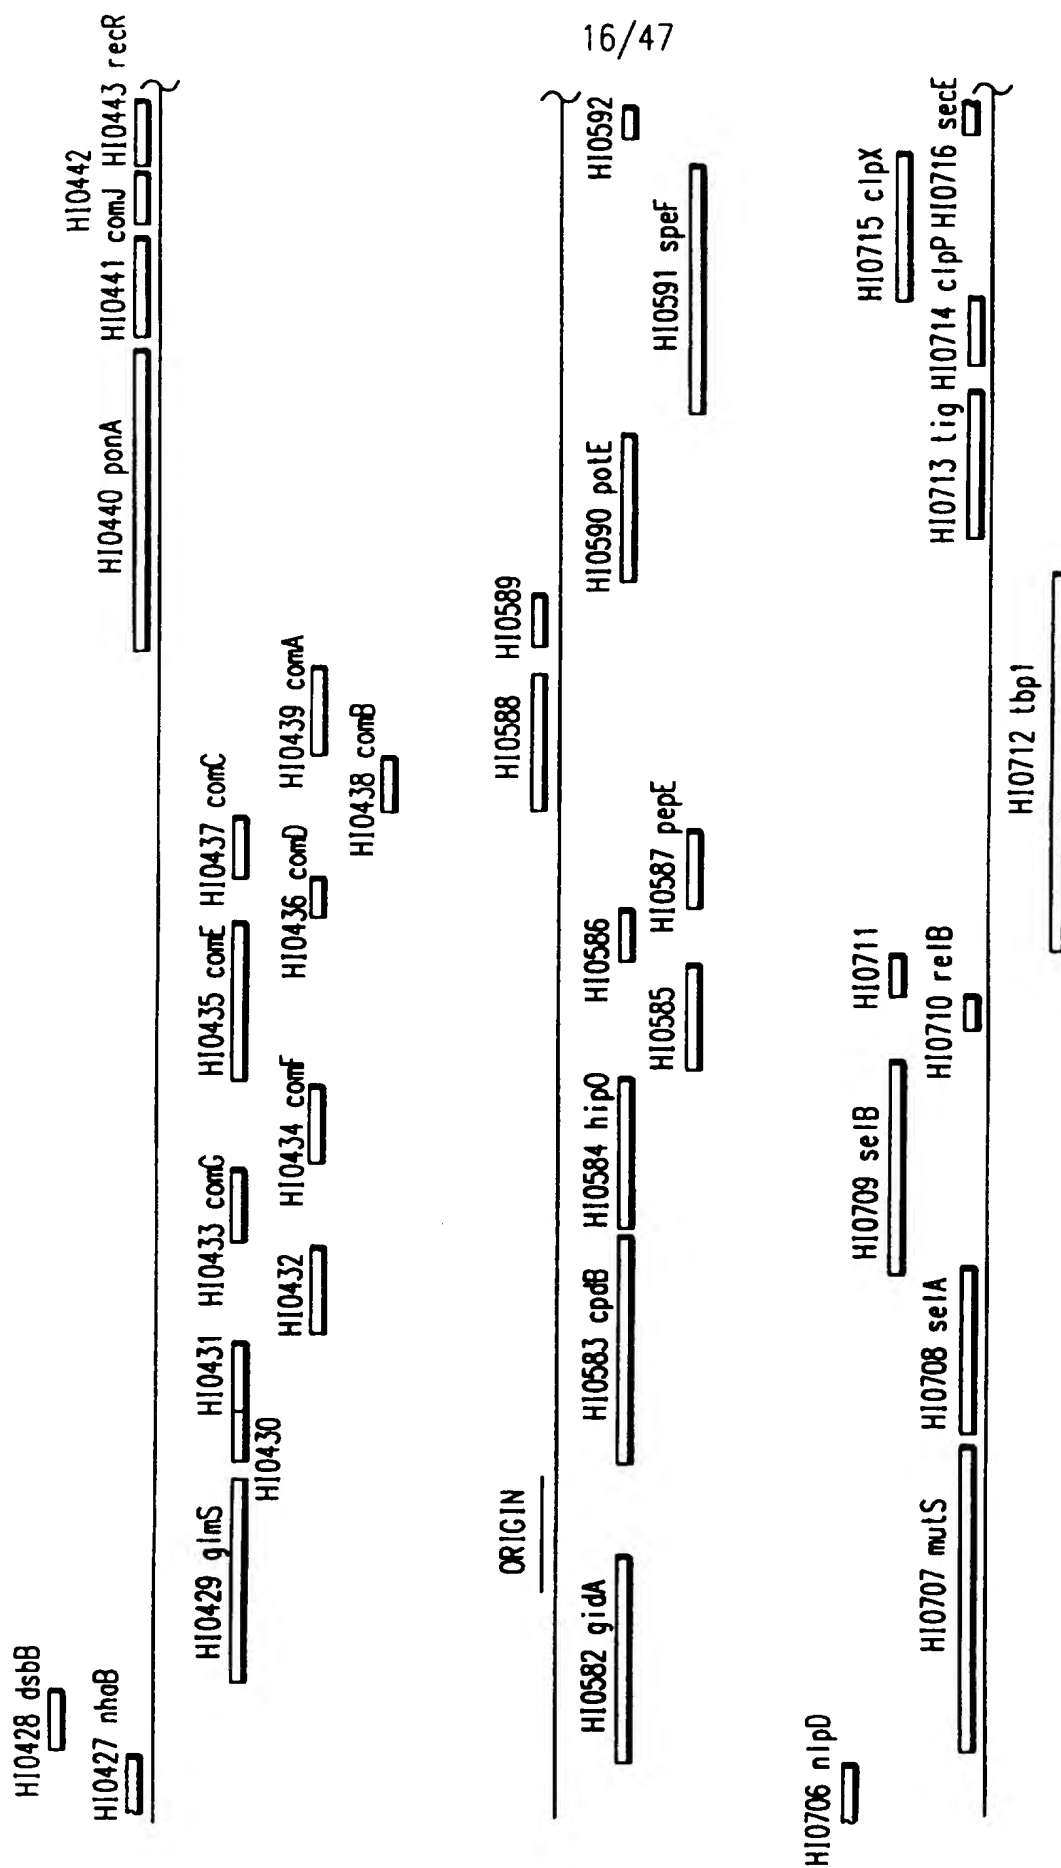 16/47
HI0428 dsbB
HI0427 nhaB
HI0429 glmS
HI0430
HI0431
HI0432
HI0433 comG
HI0434 comF
HI0435 comE
HI0436 comD
HI0437 comC
HI0438 comB
HI0439 comA
HI0440 ponA
HI0441 comJ
HI0442
HI0443 recR
HI0582 gidA
ORIGIN
HI0583 cpdB
HI0584 hipO
HI0585
HI0586
HI0587 pepE
HI0588
HI0589
HI0590 potE
HI0591 speF
HI0592
HI0706 nlpD
HI0707 mutS
HI0708 selA
HI0709 selB
HI0710 relB
HI0711
HI0712 tbp1
HI0713 tig
HI0714 clpP
HI0715 clpX
HI0716 secE